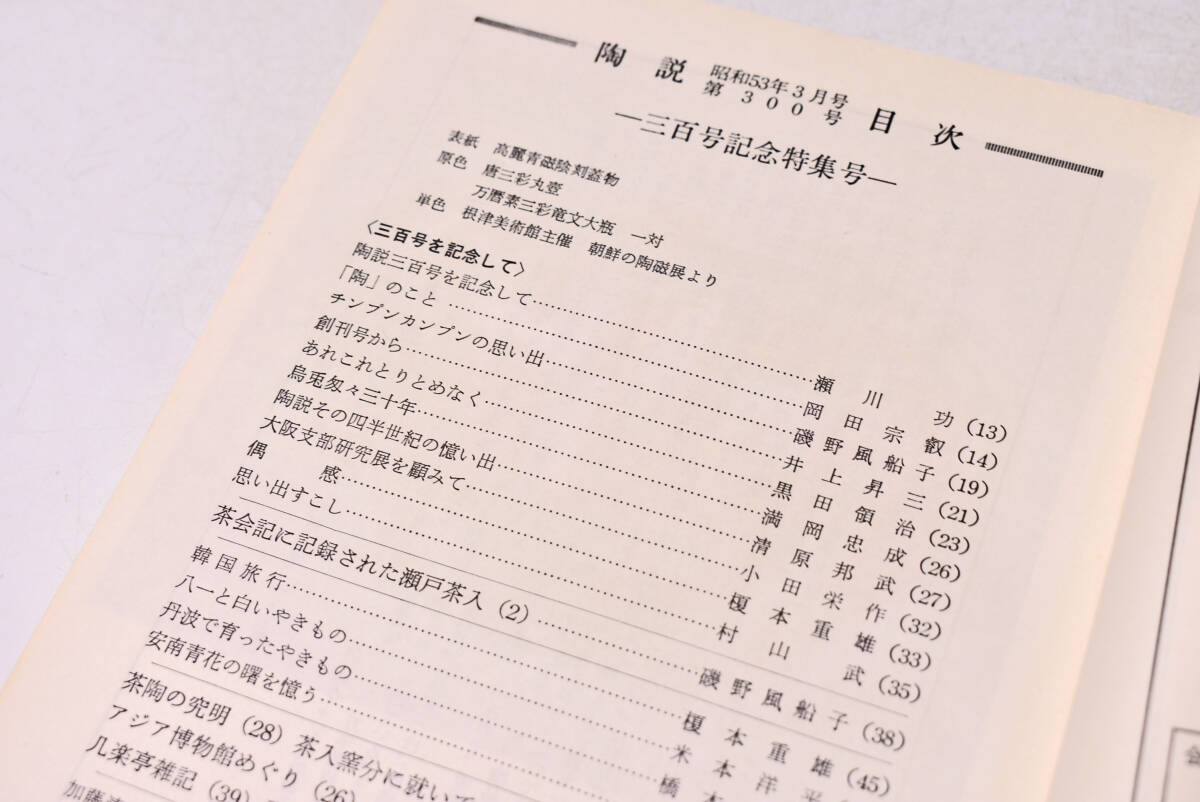 陶説 昭和53年3月号 第300号 目次
―三百号記念特集号―
表紙 高麗青磁陰刻蓋物
原色 唐三彩丸壺
万暦素三彩竜文大瓶 一対
単色 根津美術館主催 朝鮮の陶磁展より
〈三百号を記念して〉
陶説三百号を記念して……瀬川功(13)
「陶」のこと……岡田宗叡(14)
チンプンカンプンの思い出……磯野風船子(19)
創刊号から……井上昇三(21)
あれこれとりとめなく……黒田領治(23)
烏兎匆々三十年……満岡忠成(26)
陶説その四半世紀の憶い出……清原邦武(27)
大阪支部研究展を顧みて……小田栄作(32)
偶感……榎本重雄(33)
思い出すこし……村山武(35)
茶会記に記録された瀬戸茶入(2)……磯野風船子(38)
韓国旅行……榎本重雄(45)
八一と白いやきもの……米本洋平
丹波で育ったやきもの……橋本
安南青花の曙を憶う
茶陶の究明(28) 茶入窯分に就いて
アジア博物館めぐり(26)
几楽亭雑記(39)
加藤